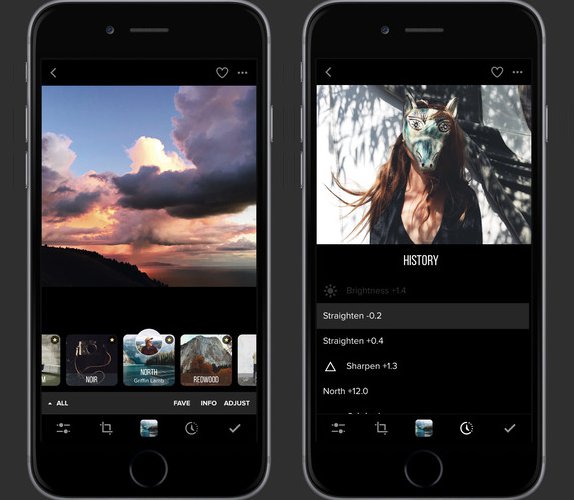 NOIR
NORTH
Griffin Lamb
REDWOOD
ALL
FAVE
INFO
ADJUST
HISTORY
Brightness +1.4
Straighten -0.2
Straighten +0.4
Sharpen +1.3
North +12.0